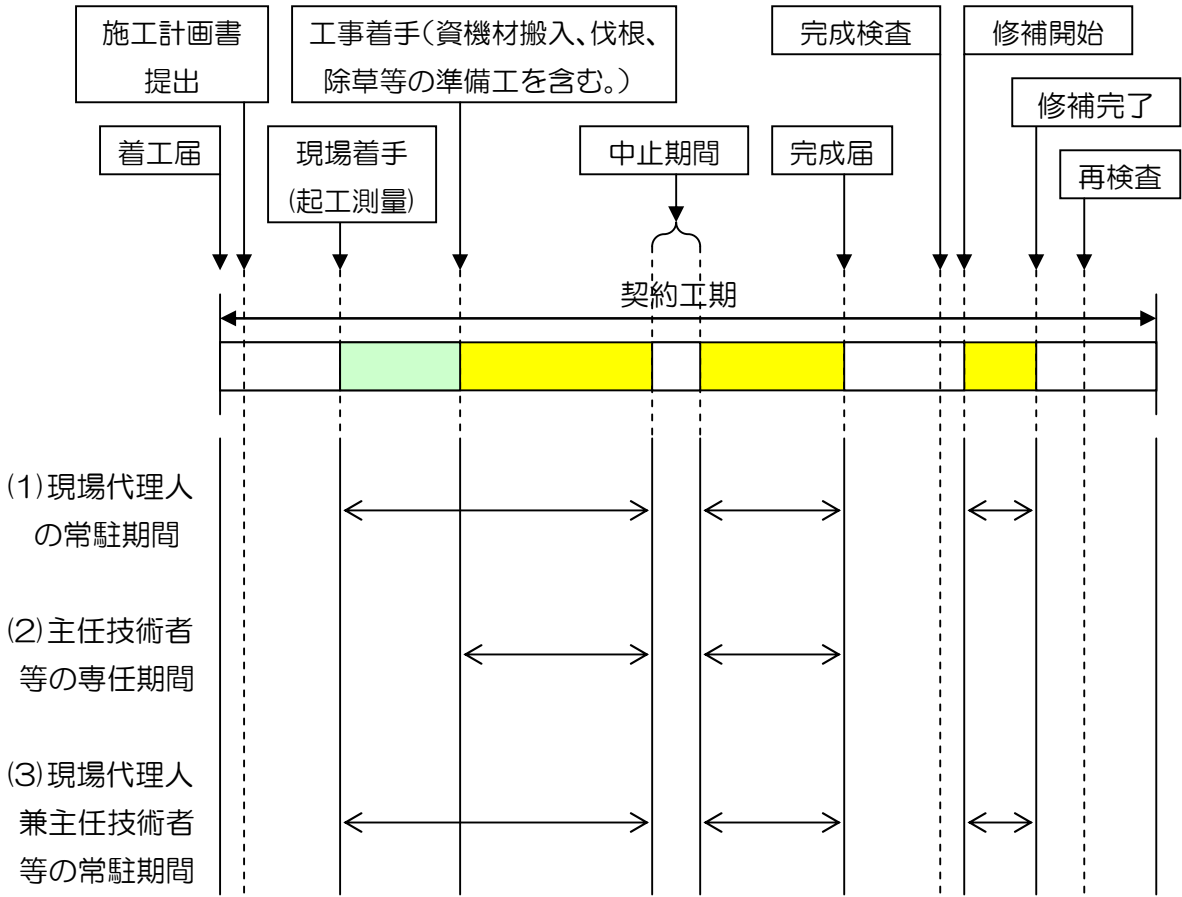 施工計画書
提出
工事着手(資機材搬入、伐根、
除草等の準備工を含む。)
完成検査
修補開始
修補完了
着工届
現場着手
(起工測量)
中止期間
完成届
再検査
契約工期
(1)現場代理人
の常駐期間
(2)主任技術者
等の専任期間
(3)現場代理人
兼主任技術者
等の常駐期間